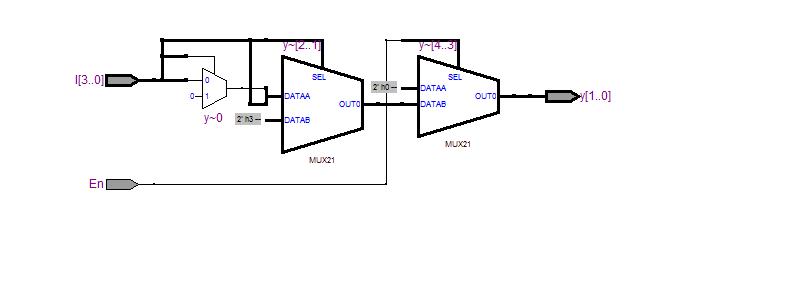 y~[2..1]
y~[4..3]
I[3..0]
0
1
0
y~0
SEL
DATAA
OUT0
2' h3
DATAB
MUX21
SEL
2' h0
DATAA
DATAB
OUT0
MUX21
y[1..0]
En